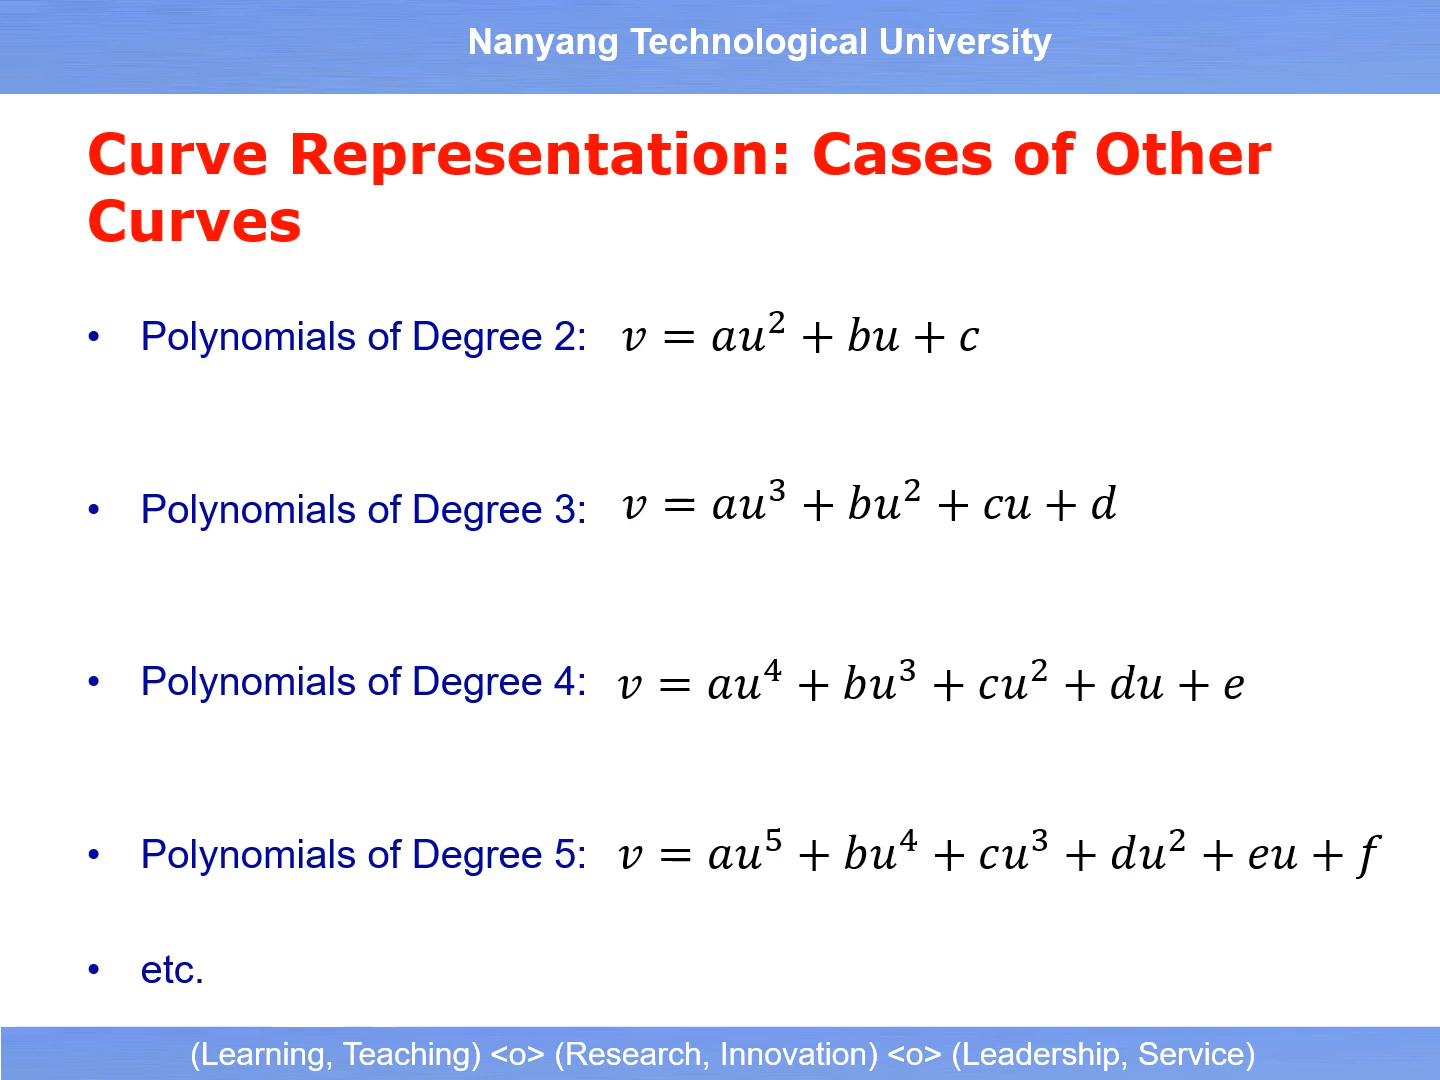 Nanyang Technological University
Curve Representation: Cases of Other
Curves
• Polynomials of Degree 2: v = au² + bu + c
• Polynomials of Degree 3: v = au³ + bu² + cu + d
• Polynomials of Degree 4: v = au⁴ + bu³ + cu² + du + e
• Polynomials of Degree 5: v = au⁵ + bu⁴ + cu³ + du² + eu + f
• etc.
(Learning, Teaching) <o> (Research, Innovation) <o> (Leadership, Service)